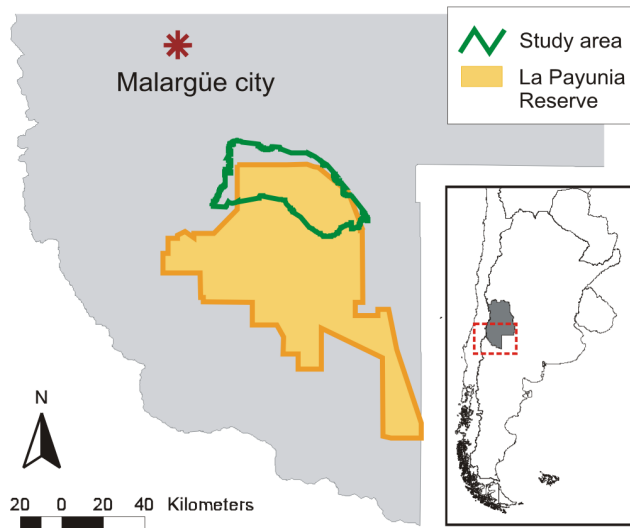 Study area
La Payunia
Reserve
Malargüe city
N
20 0 20 40 Kilometers